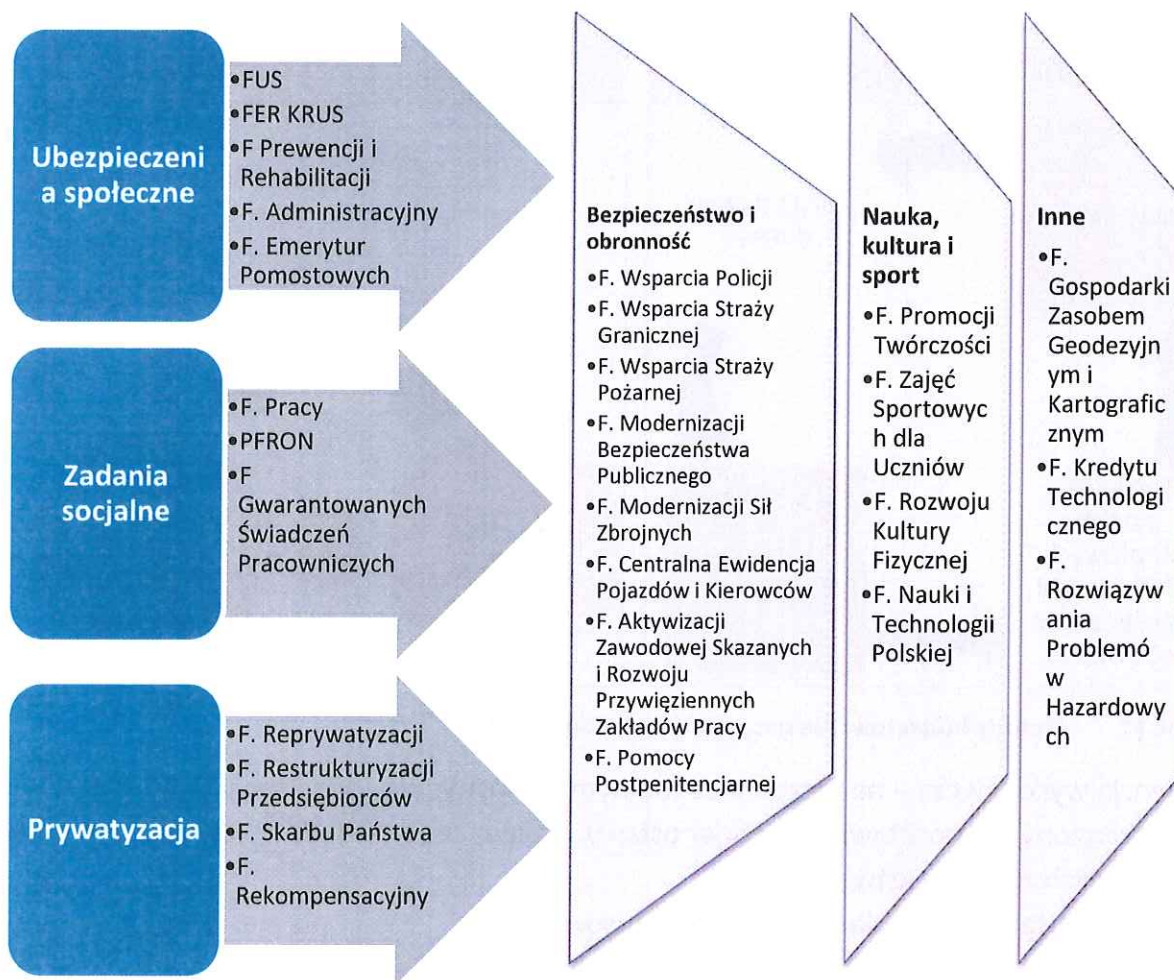 Ubezpieczeni
a społeczne
•FUS
•FER KRUS
•F Prewencji i
Rehabilitacji
•F. Administracyjny
•F. Emerytur
Pomostowych
Zadania
socjalne
•F. Pracy
•PFRON
•F
Gwarantowanych
Świadczeń
Pracowniczych
Prywatyzacja
•F. Reprywatyzacji
•F. Restrukturyzacji
Przedsiębiorców
•F. Skarbu Państwa
•F.
Rekompensacyjny
Bezpieczeństwo i
obronność
•F. Wsparcia Policji
•F. Wsparcia Straży
Granicznej
•F. Wsparcia Straży
Pożarnej
•F. Modernizacji
Bezpieczeństwa
Publicznego
•F. Modernizacji Sił
Zbrojnych
•F. Centralna Ewidencja
Pojazdów i Kierowców
•F. Aktywizacji
Zawodowej Skazanych
i Rozwoju
Przywięziennych
Zakładów Pracy
•F. Pomocy
Postpenitencjarnej
Nauka,
kultura i
sport
•F. Promocji
Twórczości
•F. Zajęć
Sportowyc
h dla
Uczniów
•F. Rozwoju
Kultury
Fizycznej
•F. Nauki i
Technologii
Polskiej
Inne
•F.
Gospodarki
Zasobem
Geodezyjn
ym i
Kartografic
znym
•F. Kredytu
Technologi
cznego
•F.
Rozwiązyw
ania
Problemó
w
Hazardowy
ch